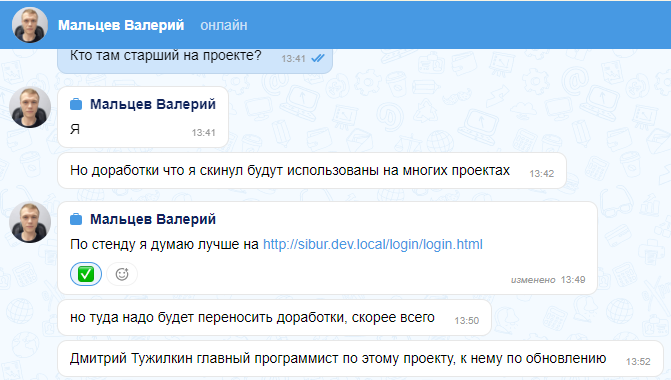 Мальцев Валерий онлайн
Кто там старший на проекте? 13:41
Мальцев Валерий
Я 13:41
Но доработки что я скинул будут использованы на многих проектах 13:42
Мальцев Валерий
По стенду я думаю лучше на http://sibur.dev.local/login/login.html
изменено 13:49
но туда надо будет переносить доработки, скорее всего 13:50
Дмитрий Тужилкин главный программист по этому проекту, к нему по обновлению 13:52